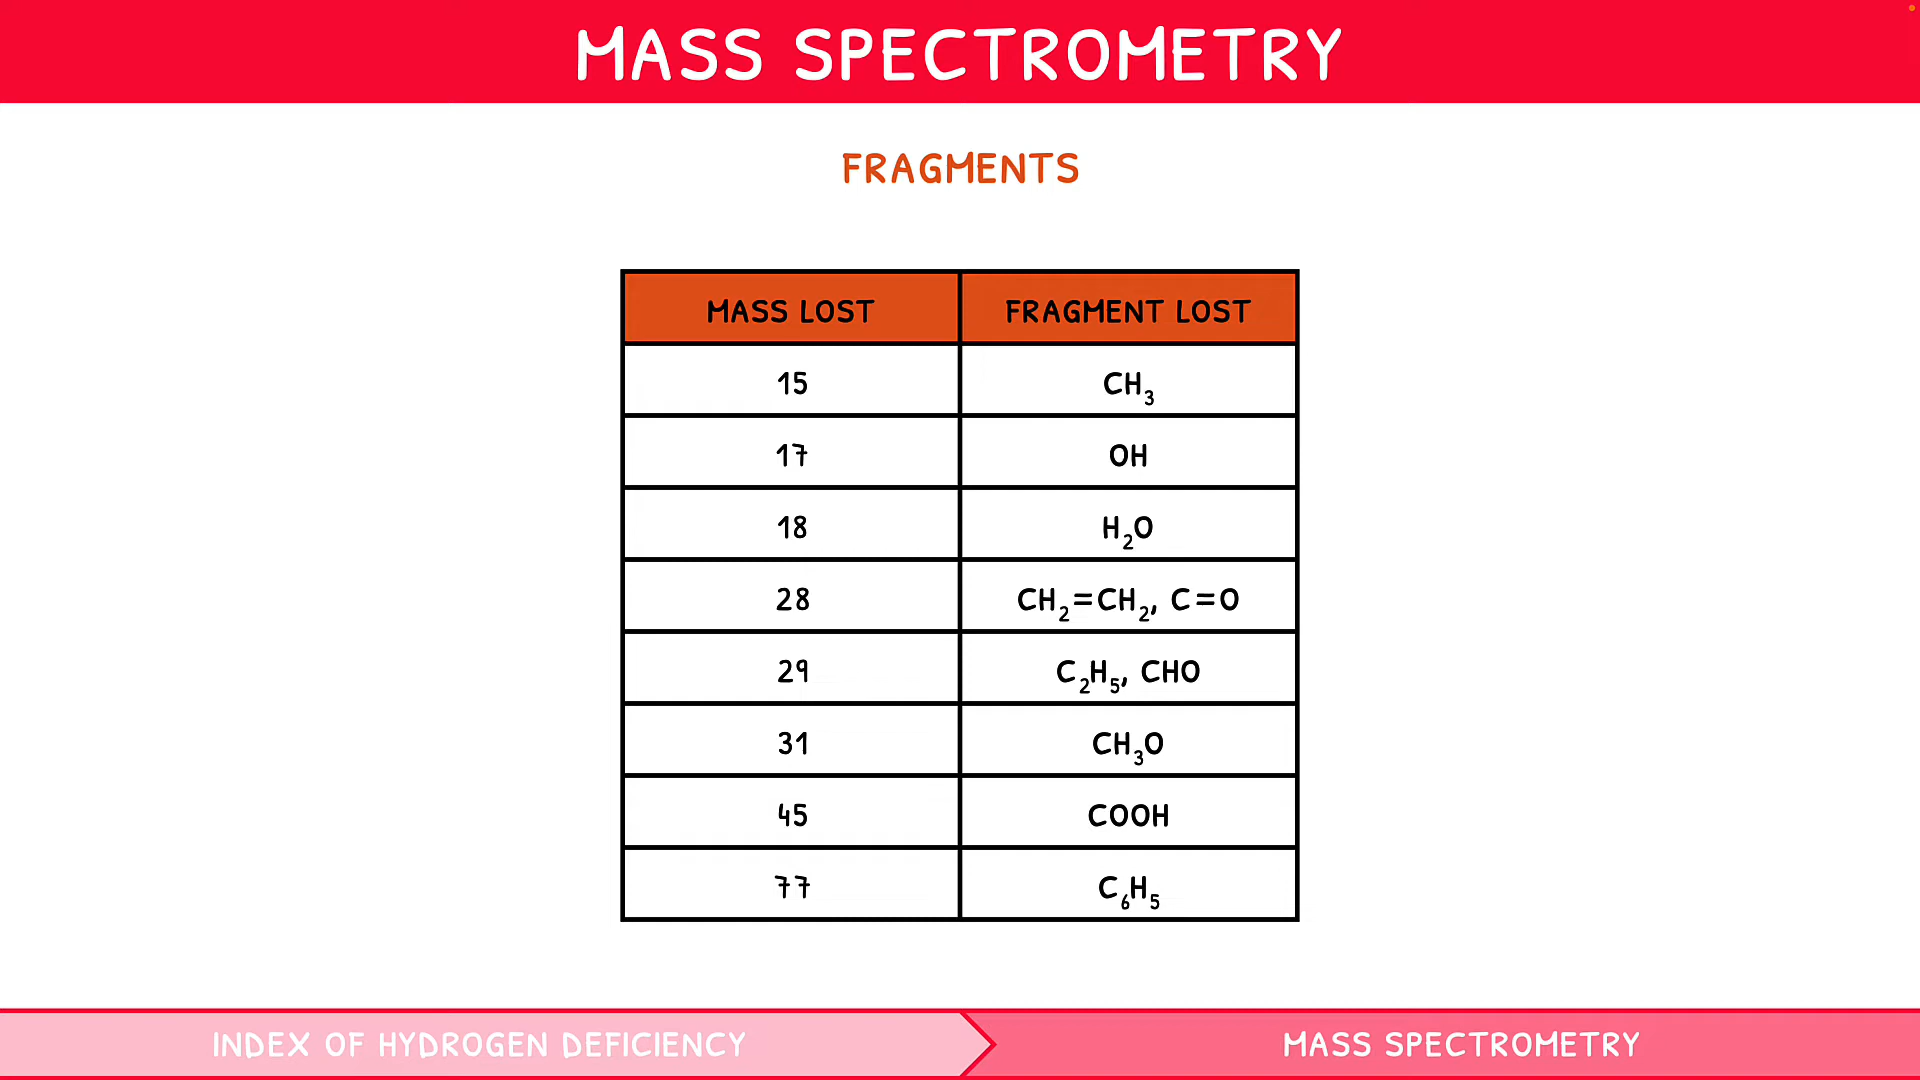 MASS SPECTROMETRY
FRAGMENTS
MASS LOST FRAGMENT LOST
15 CH₃
17 OH
18 H₂O
28 CH₂=CH₂, C=O
29 C₂H₅, CHO
31 CH₃O
45 COOH
77 C₆H₅
INDEX OF HYDROGEN DEFICIENCY MASS SPECTROMETRY